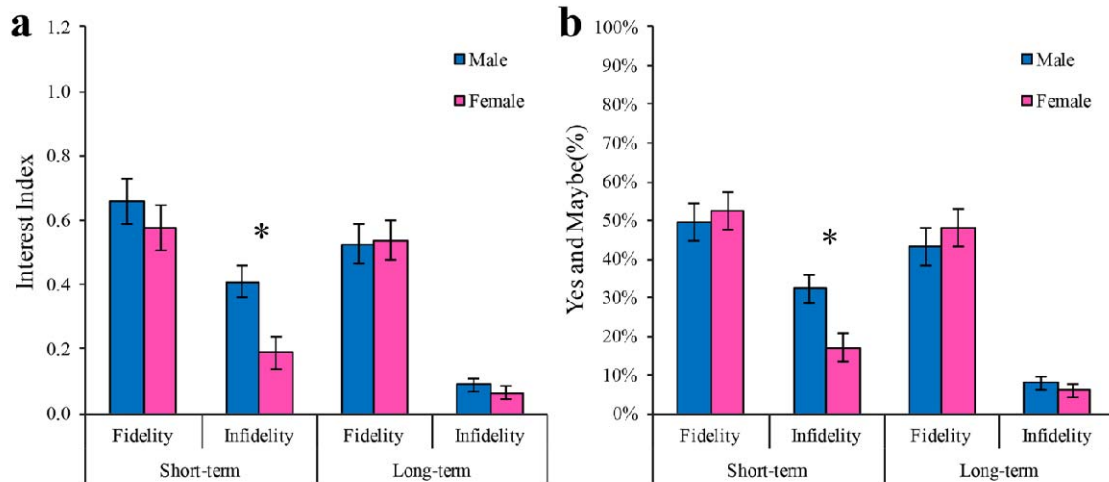 a
1.2
1.0
0.8
0.6
0.4
0.2
0.0
Interest Index
Male
Female
*
Fidelity Infidelity Fidelity Infidelity
Short-term Long-term
b
100%
90%
80%
70%
60%
50%
40%
30%
20%
10%
0%
Yes and Maybe(%)
Male
Female
*
Fidelity Infidelity Fidelity Infidelity
Short-term Long-term